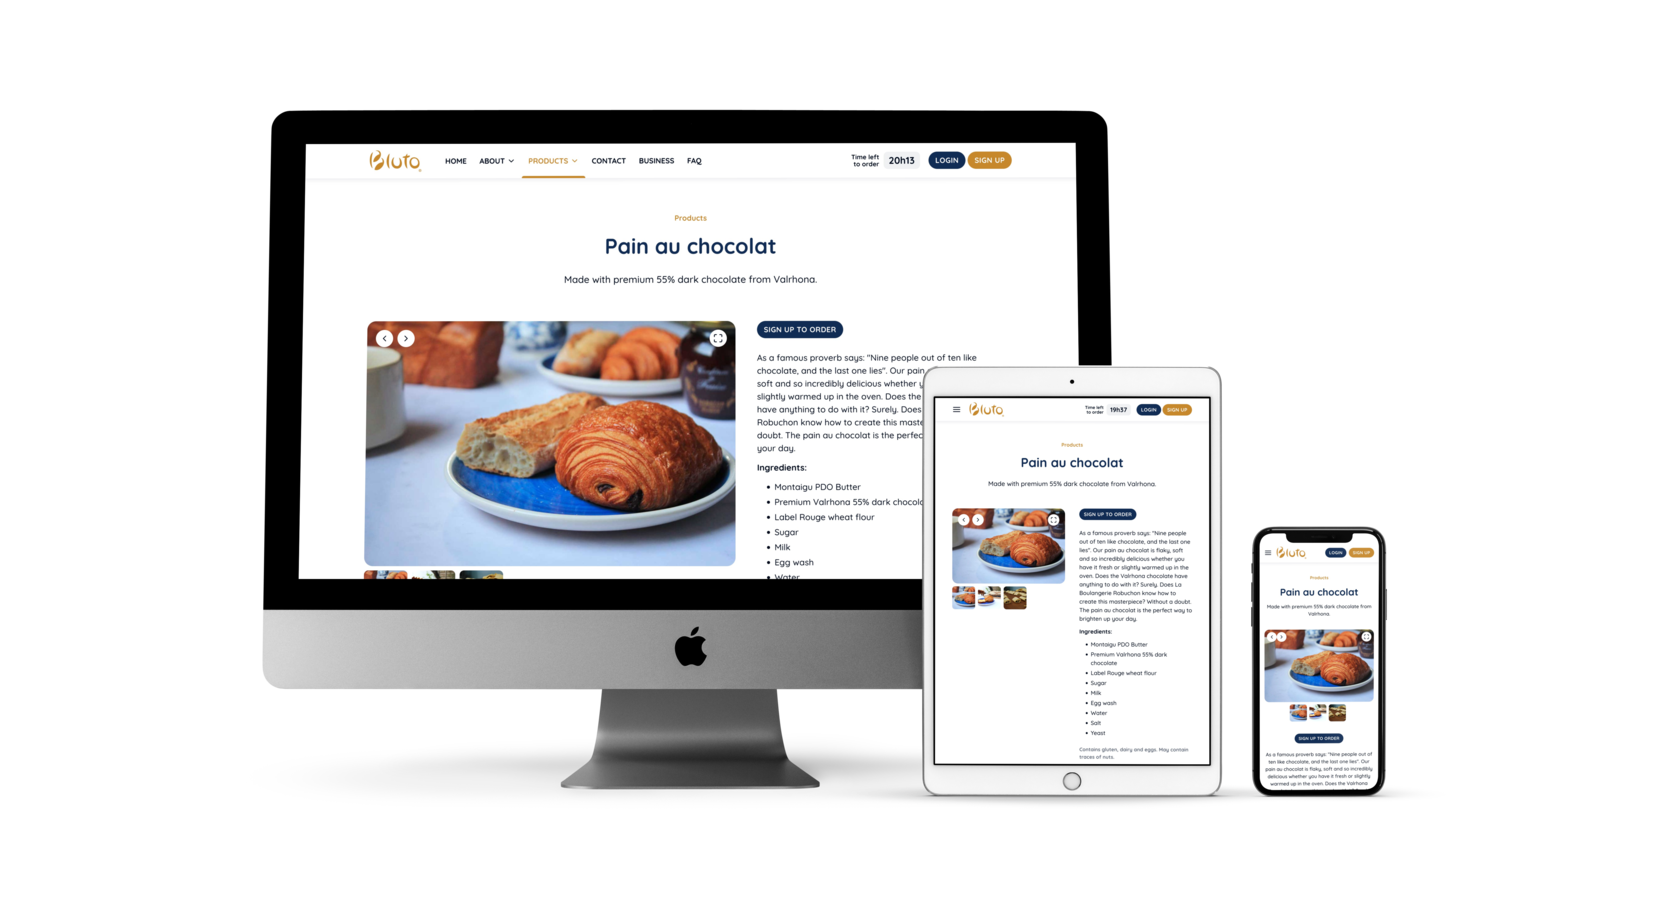 Bluto
HOME ABOUT PRODUCTS CONTACT BUSINESS FAQ
Time left
to order
20h13
LOGIN
SIGN UP
Products
Pain au chocolat
Made with premium 55% dark chocolate from Valrhona.
SIGN UP TO ORDER
As a famous proverb says: "Nine people out of ten like
chocolate, and the last one lies". Our pain
soft and so incredibly delicious whether y
slightly warmed up in the oven. Does the
have anything to do with it? Surely. Does
Robuchon know how to create this maste
doubt. The pain au chocolat is the perfec
your day.
Ingredients:
• Montaigu PDO Butter
• Premium Valrhona 55% dark chocolo
• Label Rouge wheat flour
• Sugar
• Milk
• Egg wash
• Water
Bluto
Time left
to order
19h37
LOGIN
SIGN UP
Products
Pain au chocolat
Made with premium 55% dark chocolate from Valrhona.
SIGN UP TO ORDER
As a famous proverb says: "Nine people
out of ten like chocolate, and the last one
lies". Our pain au chocolat is flaky, soft
and so incredibly delicious whether you
have it fresh or slightly warmed up in the
oven. Does the Valrhona chocolate have
anything to do with it? Surely. Does La
Boulangerie Robuchon know how to
create this masterpiece? Without a doubt.
The pain au chocolat is the perfect way to
brighten up your day.
Ingredients:
• Montaigu PDO Butter
• Premium Valrhona 55% dark
chocolate
• Label Rouge wheat flour
• Sugar
• Milk
• Egg wash
• Water
• Salt
• Yeast
Contains gluten, dairy and eggs. May contain
traces of nuts.
Bluto
LOGIN
SIGN UP
Products
Pain au chocolat
Made with premium 55% dark chocolate from
Valrhona.
SIGN UP TO ORDER
As a famous proverb says: "Nine people out of
ten like chocolate, and the last one lies". Our
pain au chocolat is flaky, soft and so incredibly
delicious whether you have it fresh or slightly
warmed up in the oven. Does the Valrhona